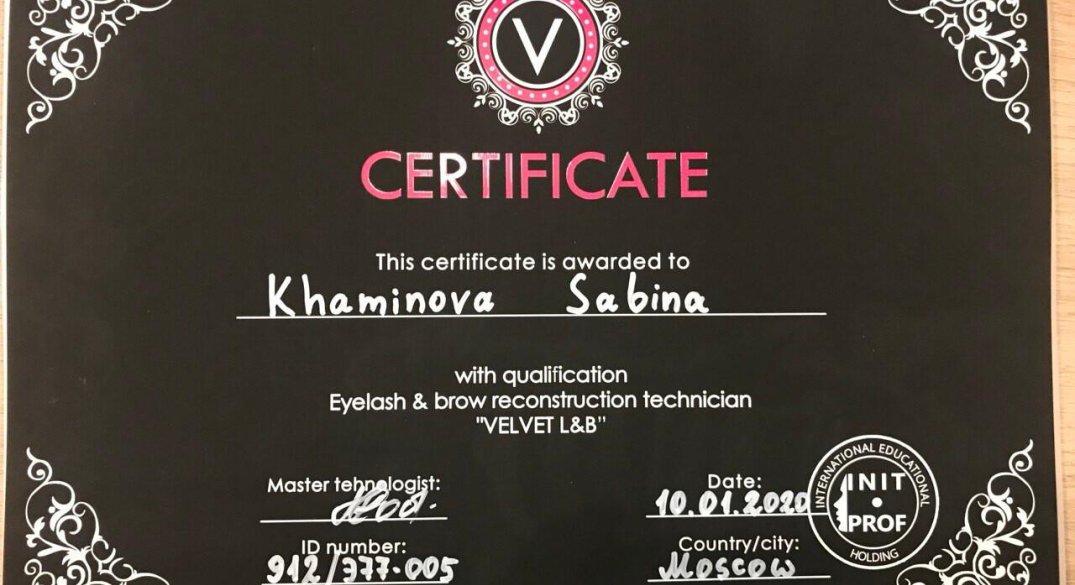 V
CERTIFICATE
This certificate is awarded to
Khaminova Sabina
with qualification
Eyelash & brow reconstruction technician
"VELVET L&B"
Master tehnologist:
Date:
10.01.2020
ID number:
912/377-005
Country/city:
Moscow
INTERNATIONAL EDUCATIONAL
INIT
PROF
HOLDING